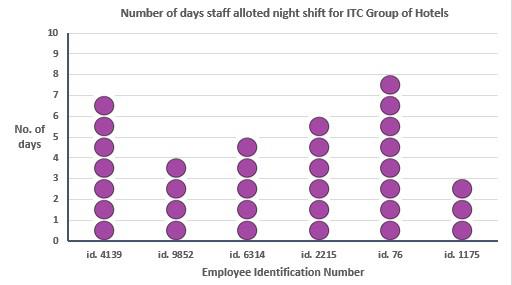 Number of days staff alloted night shift for ITC Group of Hotels
10
9
8
7
6
5
4
3
2
1
0
No. of
days
id. 4139 id. 9852 id. 6314 id. 2215 id. 76 id. 1175
Employee Identification Number